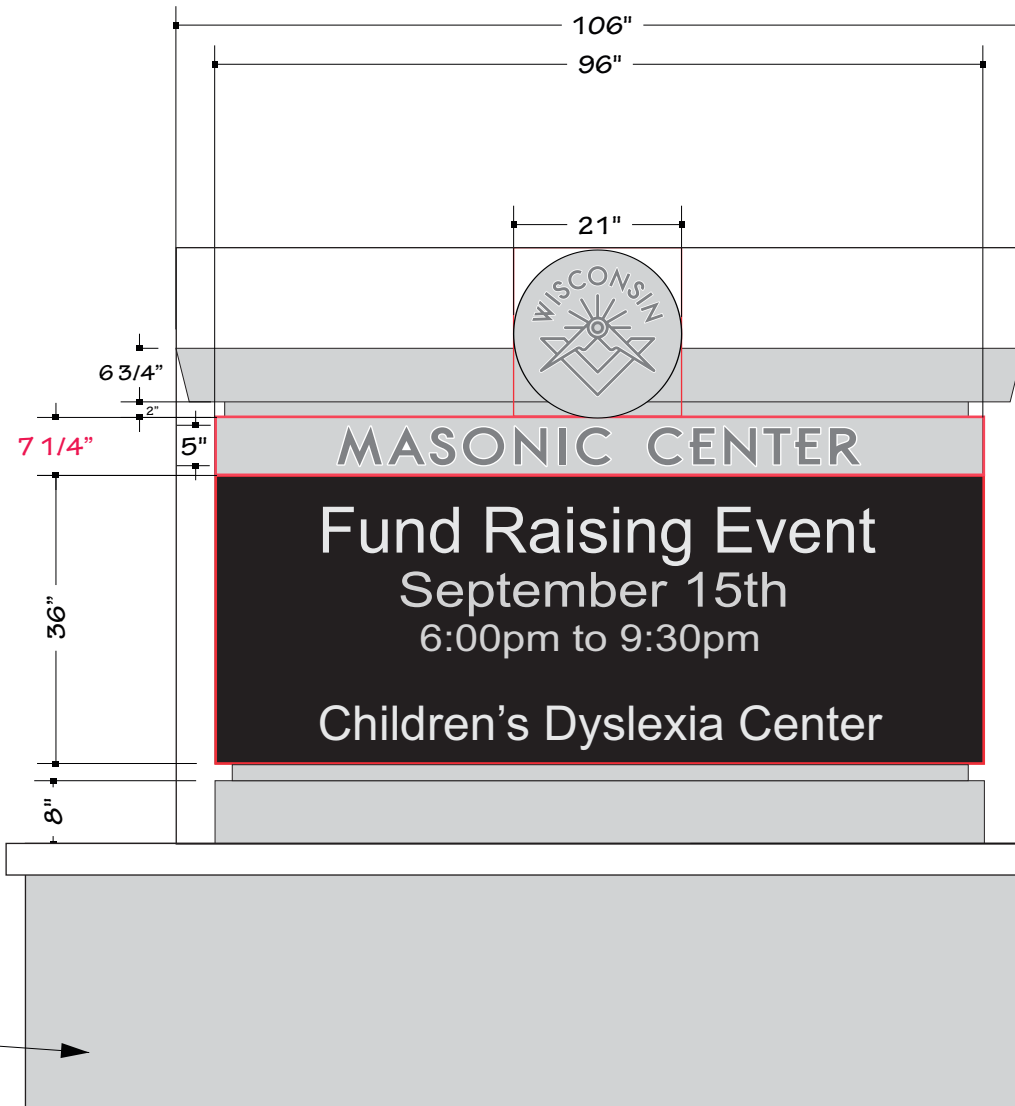 106"
96"
21"
WISCONSIN
6 3/4”
2"
7 1/4”
5"
MASONIC CENTER
Fund Raising Event
September 15th
6:00pm to 9:30pm
36”
Children’s Dyslexia Center
8"